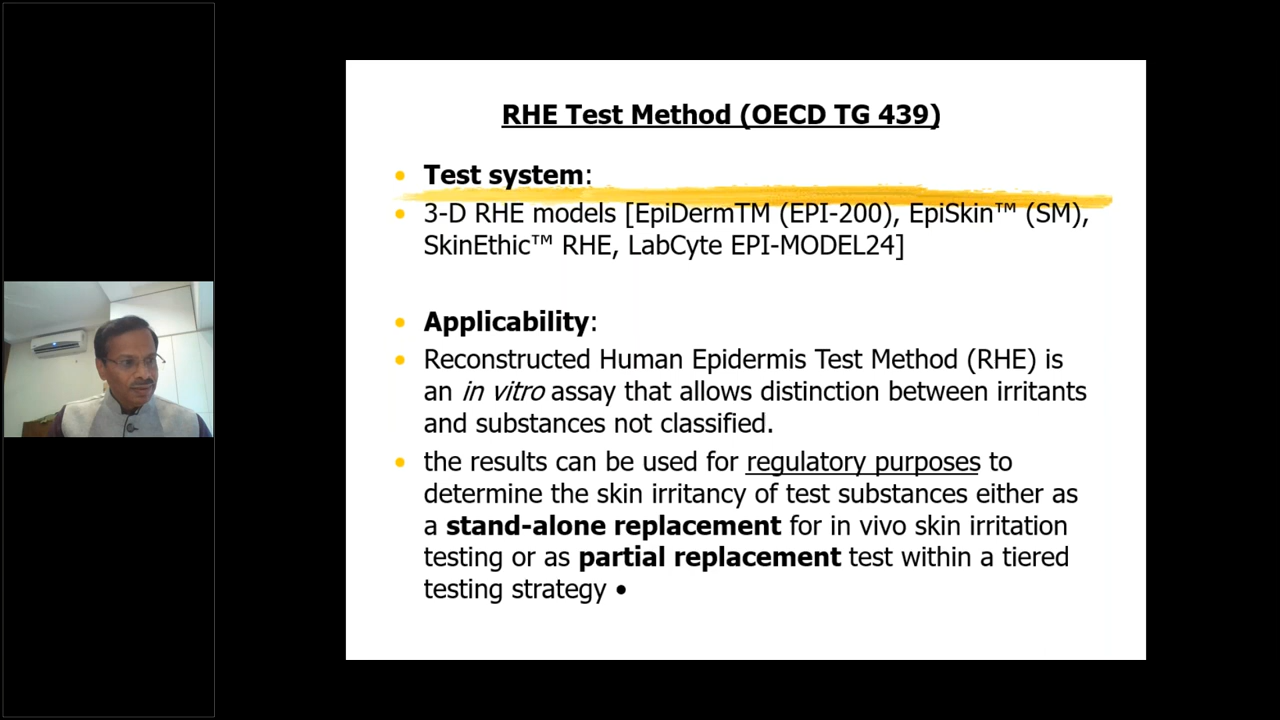 RHE Test Method (OECD TG 439)
• Test system:
• 3-D RHE models [EpiDermTM (EPI-200), EpiSkin™ (SM),
SkinEthic™ RHE, LabCyte EPI-MODEL24]
• Applicability:
• Reconstructed Human Epidermis Test Method (RHE) is
an in vitro assay that allows distinction between irritants
and substances not classified.
• the results can be used for regulatory purposes to
determine the skin irritancy of test substances either as
a stand-alone replacement for in vivo skin irritation
testing or as partial replacement test within a tiered
testing strategy •